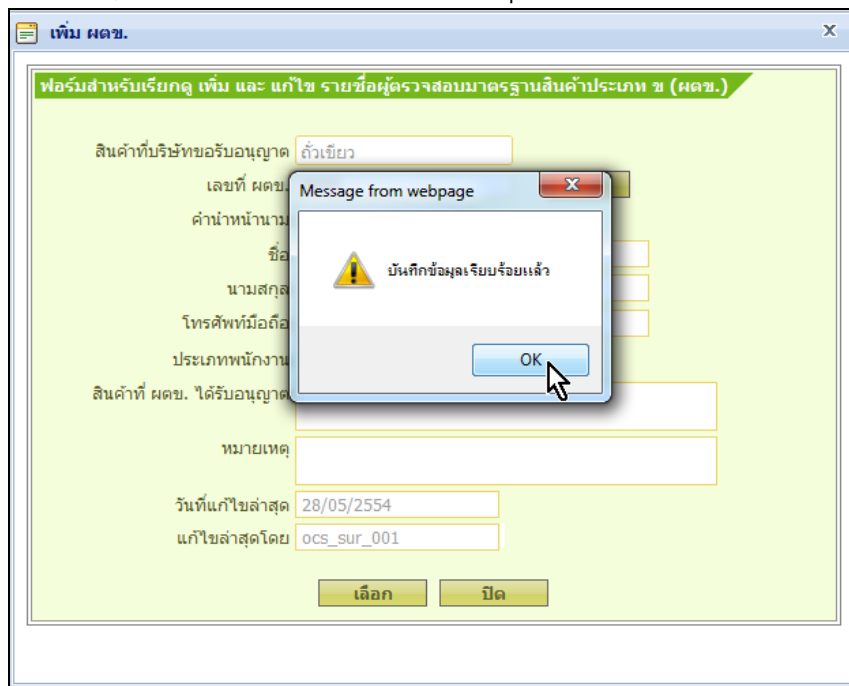 เพิ่ม ผตช.
x
ฟอร์มสำหรับเรียกดู เพิ่ม และ แก้ไข รายชื่อผู้ตรวจสอบมาตรฐานสินค้าประเภท ข (ผตข.)
สินค้าที่บริษัทขอรับอนุญาต ถั่วเขียว
เลขที่ ผตข.
Message from webpage
x
คำนำหน้านาม
ชื่อ
บันทึกข้อมูลเรียบร้อยแล้ว
นามสกุล
โทรศัพท์มือถือ
ประเภทพนักงาน
OK
สินค้าที่ ผตข. ได้รับอนุญาต
หมายเหตุ
วันที่แก้ไขล่าสุด 28/05/2554
แก้ไขล่าสุดโดย ocs_sur_001
เลือก ปิด